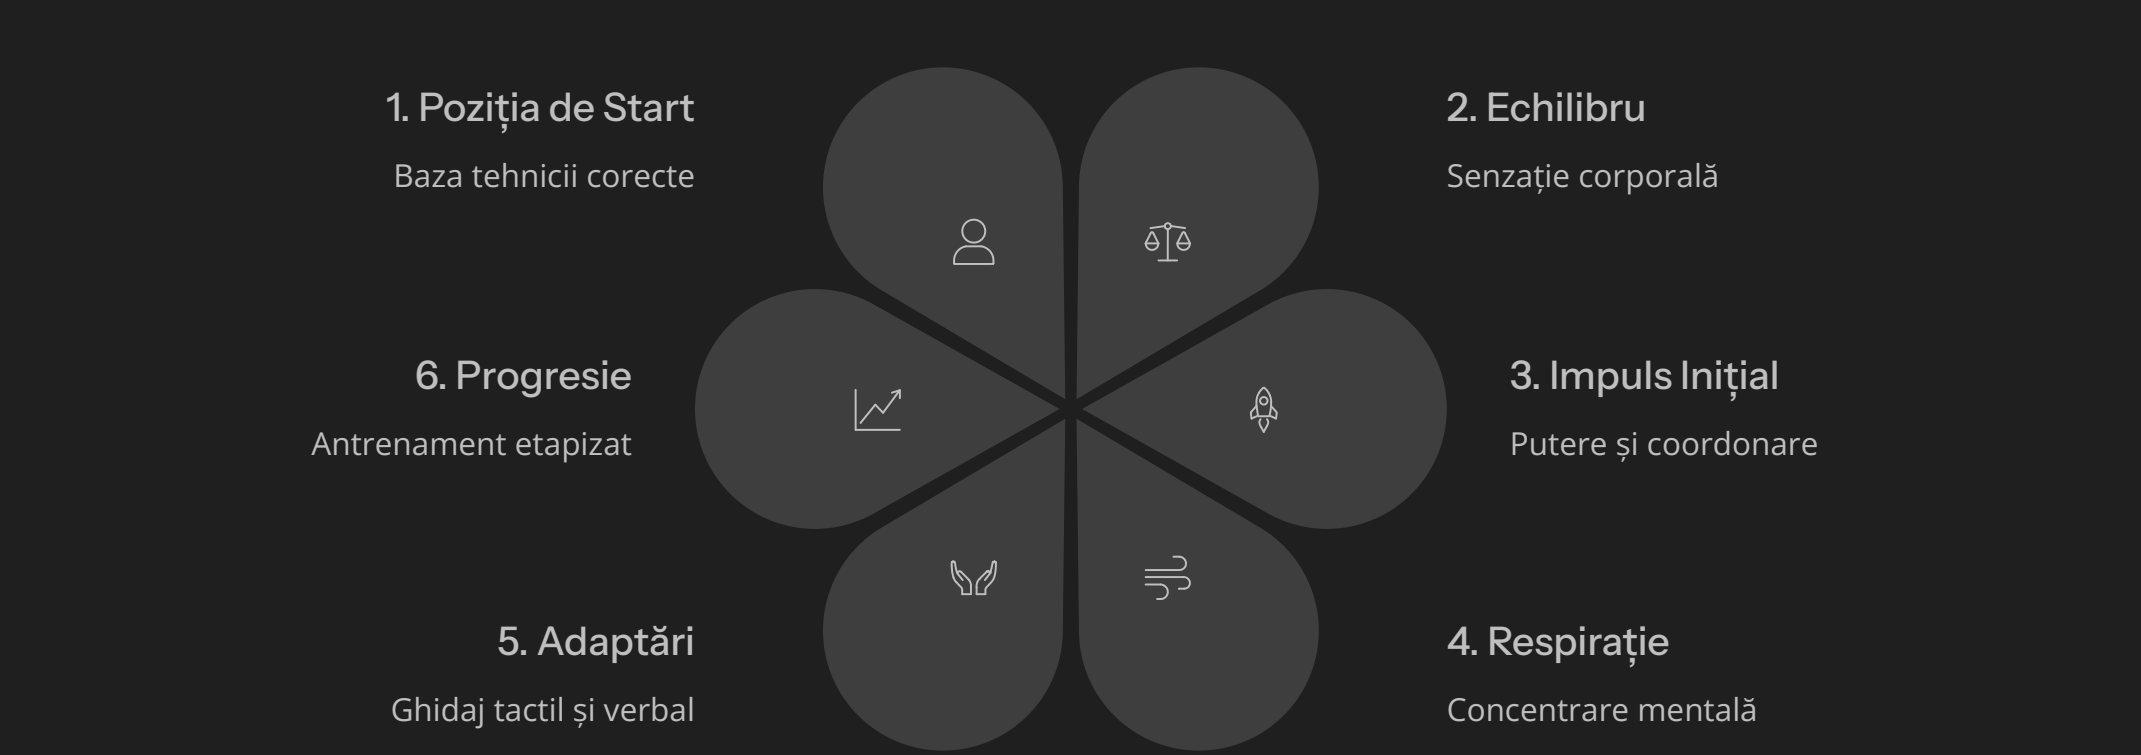 1. Poziția de Start
Baza tehnicii corecte
2. Echilibru
Senzație corporală
3. Impuls Inițial
Putere și coordonare
4. Respirație
Concentrare mentală
5. Adaptări
Ghidaj tactil și verbal
6. Progresie
Antrenament etapizat